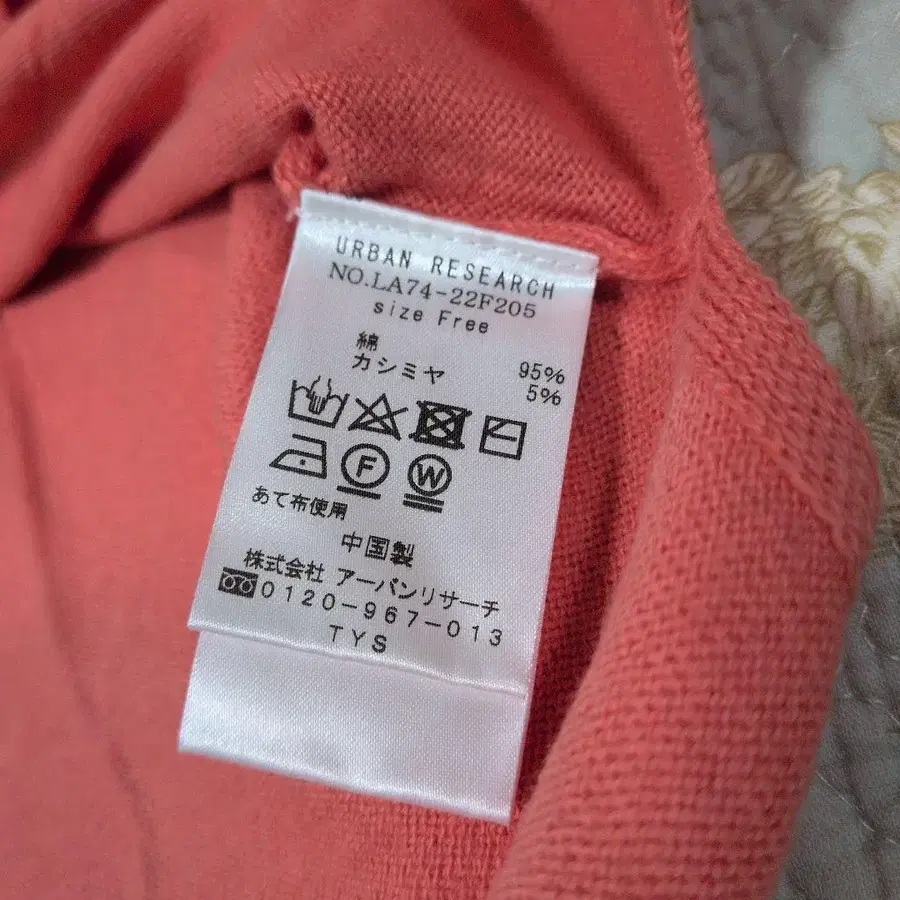 URBAN RESEARCH
NO.LA74-22F205
size Free
綿 95%
カシミヤ 5%
F W
あて布使用
中国製
株式会社 アーバンリサーチ
0120-967-013
TYS